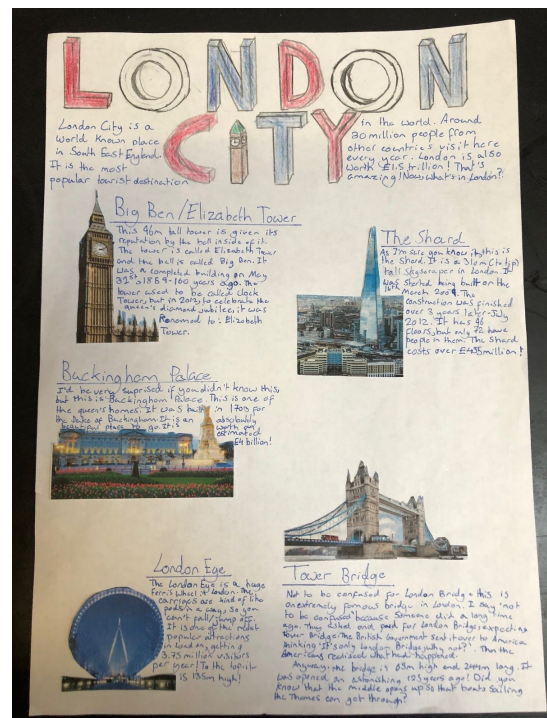 LONDON
CITY
London City is a
world known place
in South East England.
It is the most
popular tourist destination
in the world. Around
30 million people from
other countries visit here
every year. London is also
worth £1.5 trillion! That's
amazing! Now, what's in London?
Big Ben/Elizabeth Tower
This 96m tall tower is given its
reputation by the bell inside of it.
The tower is called Elizabeth Tower
and the bell is called Big Ben. It
was a completed building on May
31st 1859 - 100 years ago. The
tower used to be called Clock
Tower, but in 2012, to celebrate the
queen's diamond jubilee, it was
Renamed to: Elizabeth
Tower.
The Shard
As I'm sure you know it, this is
the Shard. It is a 310m (to tip)
tall skyscraper in London. It
was started being built on the
16th March 2009. The
construction was finished
over 3 years later - July
2012. It has 96
floors, but only 72 have
people in them. The Shard
costs over £435 million!
Buckingham Palace
I'd be very suprised if you didn't know this,
but this is Buckingham Palace. This is one of
the queen's homes. It was built in 1703 for
the Duke of Buckingham. It is an absolutely
beautiful place to go. It is worth an
estimated
£4 billion!
London Eye
The London Eye is a huge
Ferris Wheel in London. The
carriages are kind of like
pods in a way, so you
can't fall/jump off.
It is one of the most
popular attractions
in London, getting
3.75 million visitors
per year! To the top it
is 135m high!
Tower Bridge
Not to be confused for London Bridge, this is
an extremely famous bridge in London. I say 'not
to be confused' because someone did a long time
ago. They asked and paid for London Bridge, expecting
Tower Bridge. The British Government sent it over to America
thinking 'It's only London Bridge, why not?'. Then the
Americans realised what had happened.
Anyway, the bridge is 65m high and 244m long. It
was opened an astonishing 125 years ago! Did you
know that the middle opens up so that boats sailing
the Thames can get through?